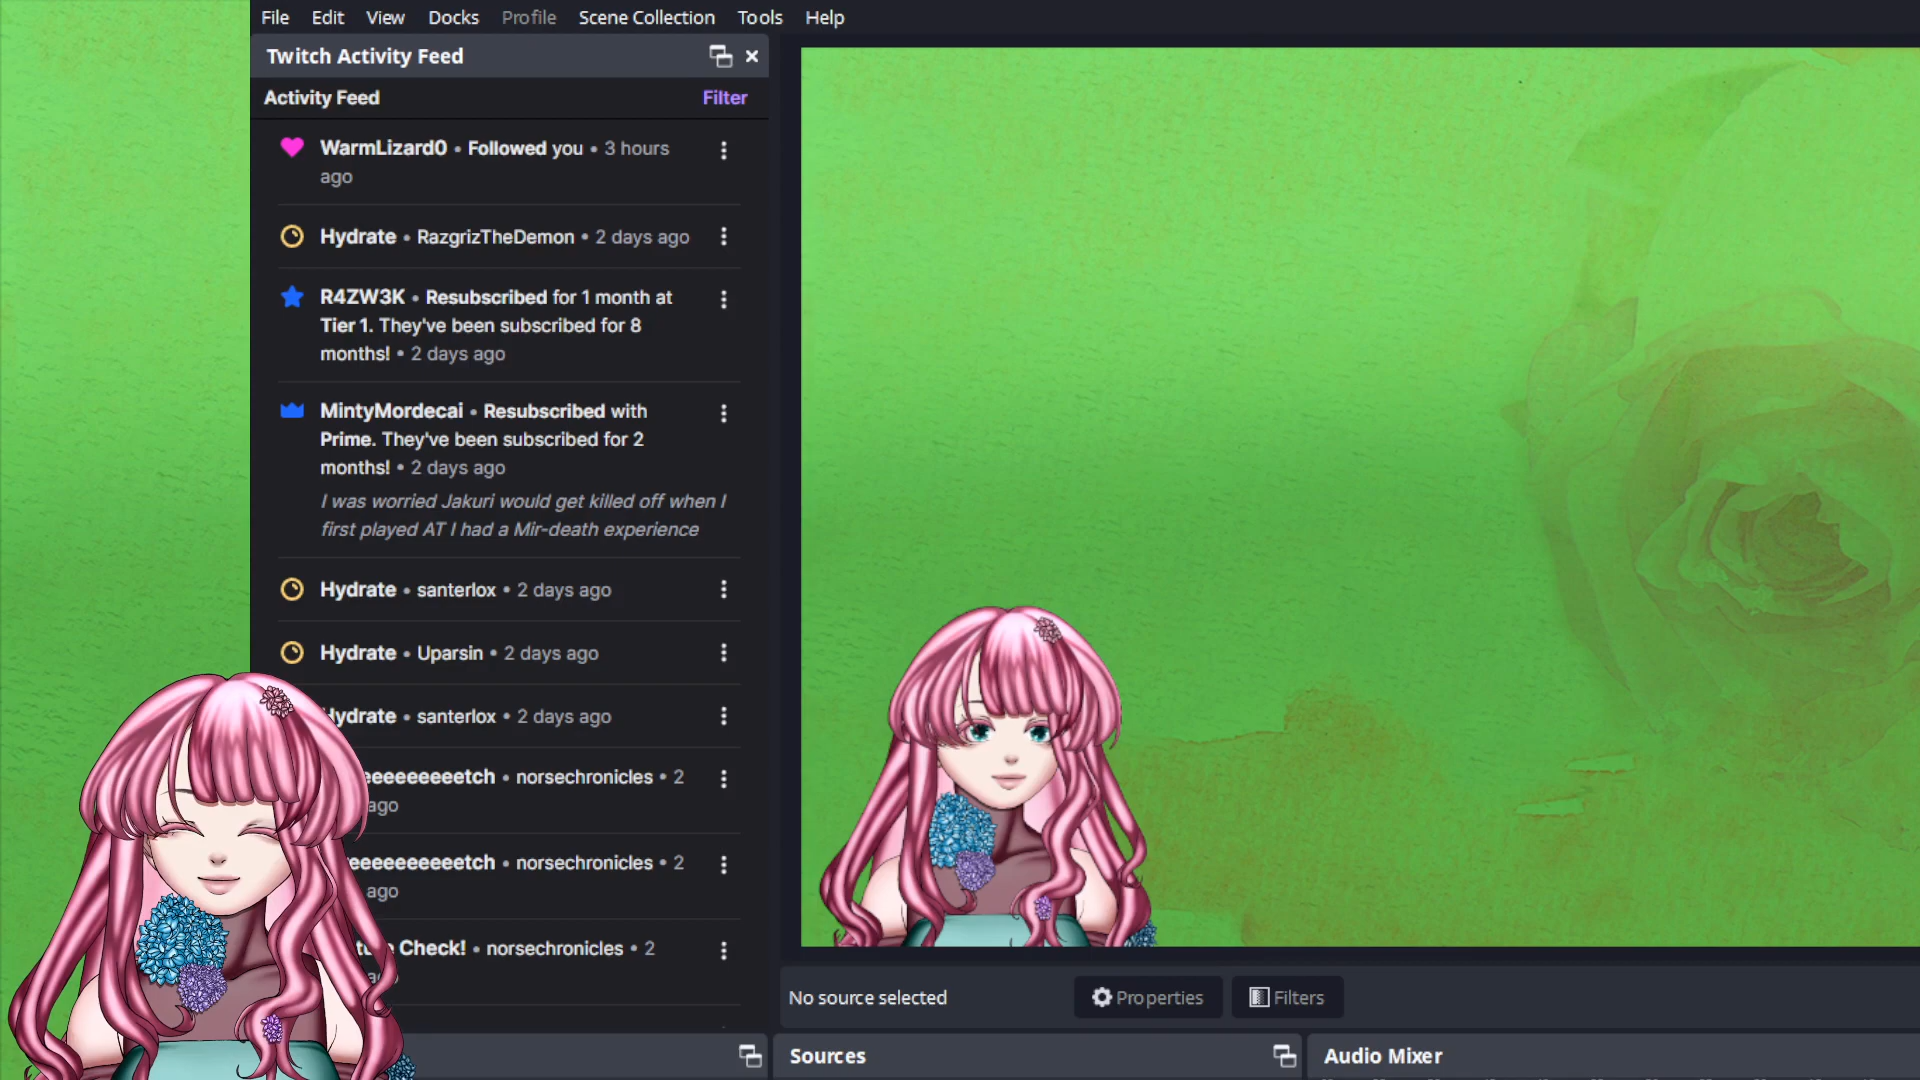 File Edit View Docks Profile Scene Collection Tools Help
Twitch Activity Feed
Activity Feed Filter
WarmLizard0 • Followed you • 3 hours
ago
Hydrate • RazgrizTheDemon • 2 days ago
R4ZW3K • Resubscribed for 1 month at
Tier 1. They've been subscribed for 8
months! • 2 days ago
MintyMordecai • Resubscribed with
Prime. They've been subscribed for 2
months! • 2 days ago
I was worried Jakuri would get killed off when I
first played AT I had a Mir-death experience
Hydrate • santerlox • 2 days ago
Hydrate • Uparsin • 2 days ago
Hydrate • santerlox • 2 days ago
eeeeeeeeetch • norsechronicles • 2
ago
eeeeeeeeetch • norsechronicles • 2
ago
Check! • norsechronicles • 2
No source selected Properties Filters
Sources
Audio Mixer